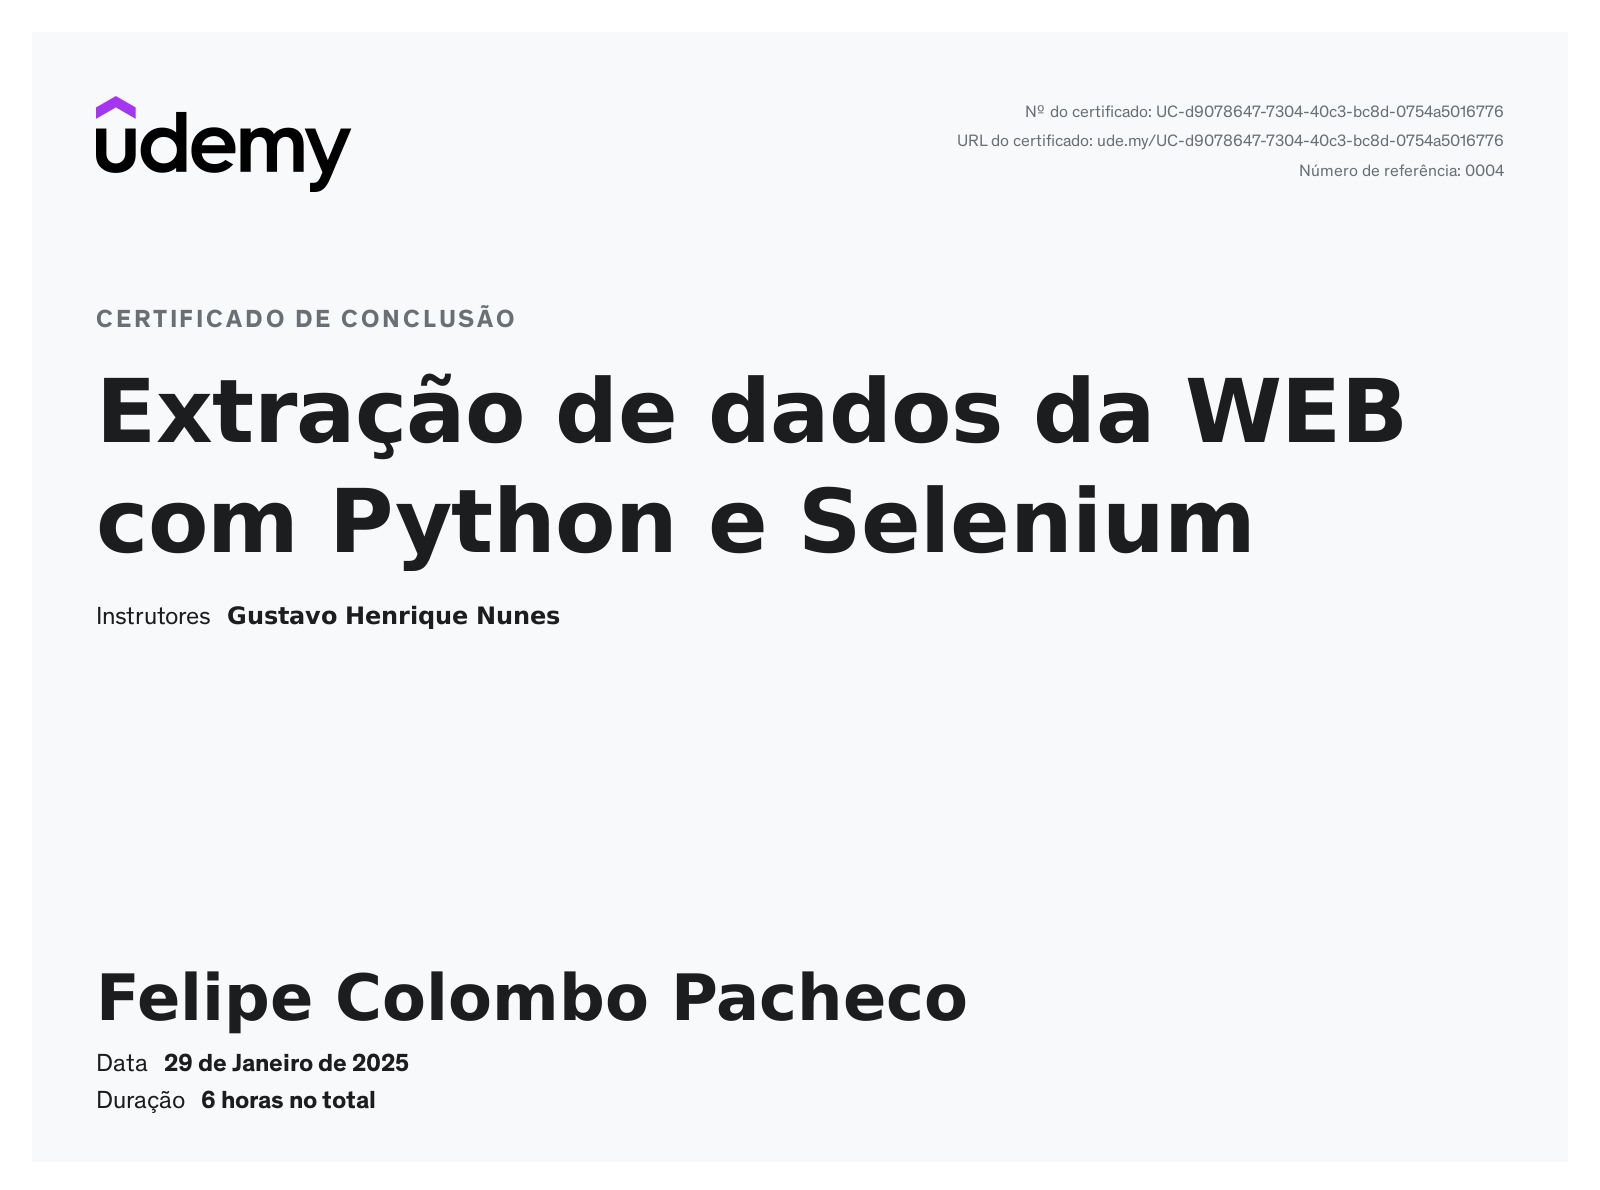 udemy
Nº do certificado: UC-d9078647-7304-40c3-bc8d-0754a5016776
URL do certificado: ude.my/UC-d9078647-7304-40c3-bc8d-0754a5016776
Número de referência: 0004
CERTIFICADO DE CONCLUSÃO
Extração de dados da WEB
com Python e Selenium
Instrutores Gustavo Henrique Nunes
Felipe Colombo Pacheco
Data 29 de Janeiro de 2025
Duração 6 horas no total